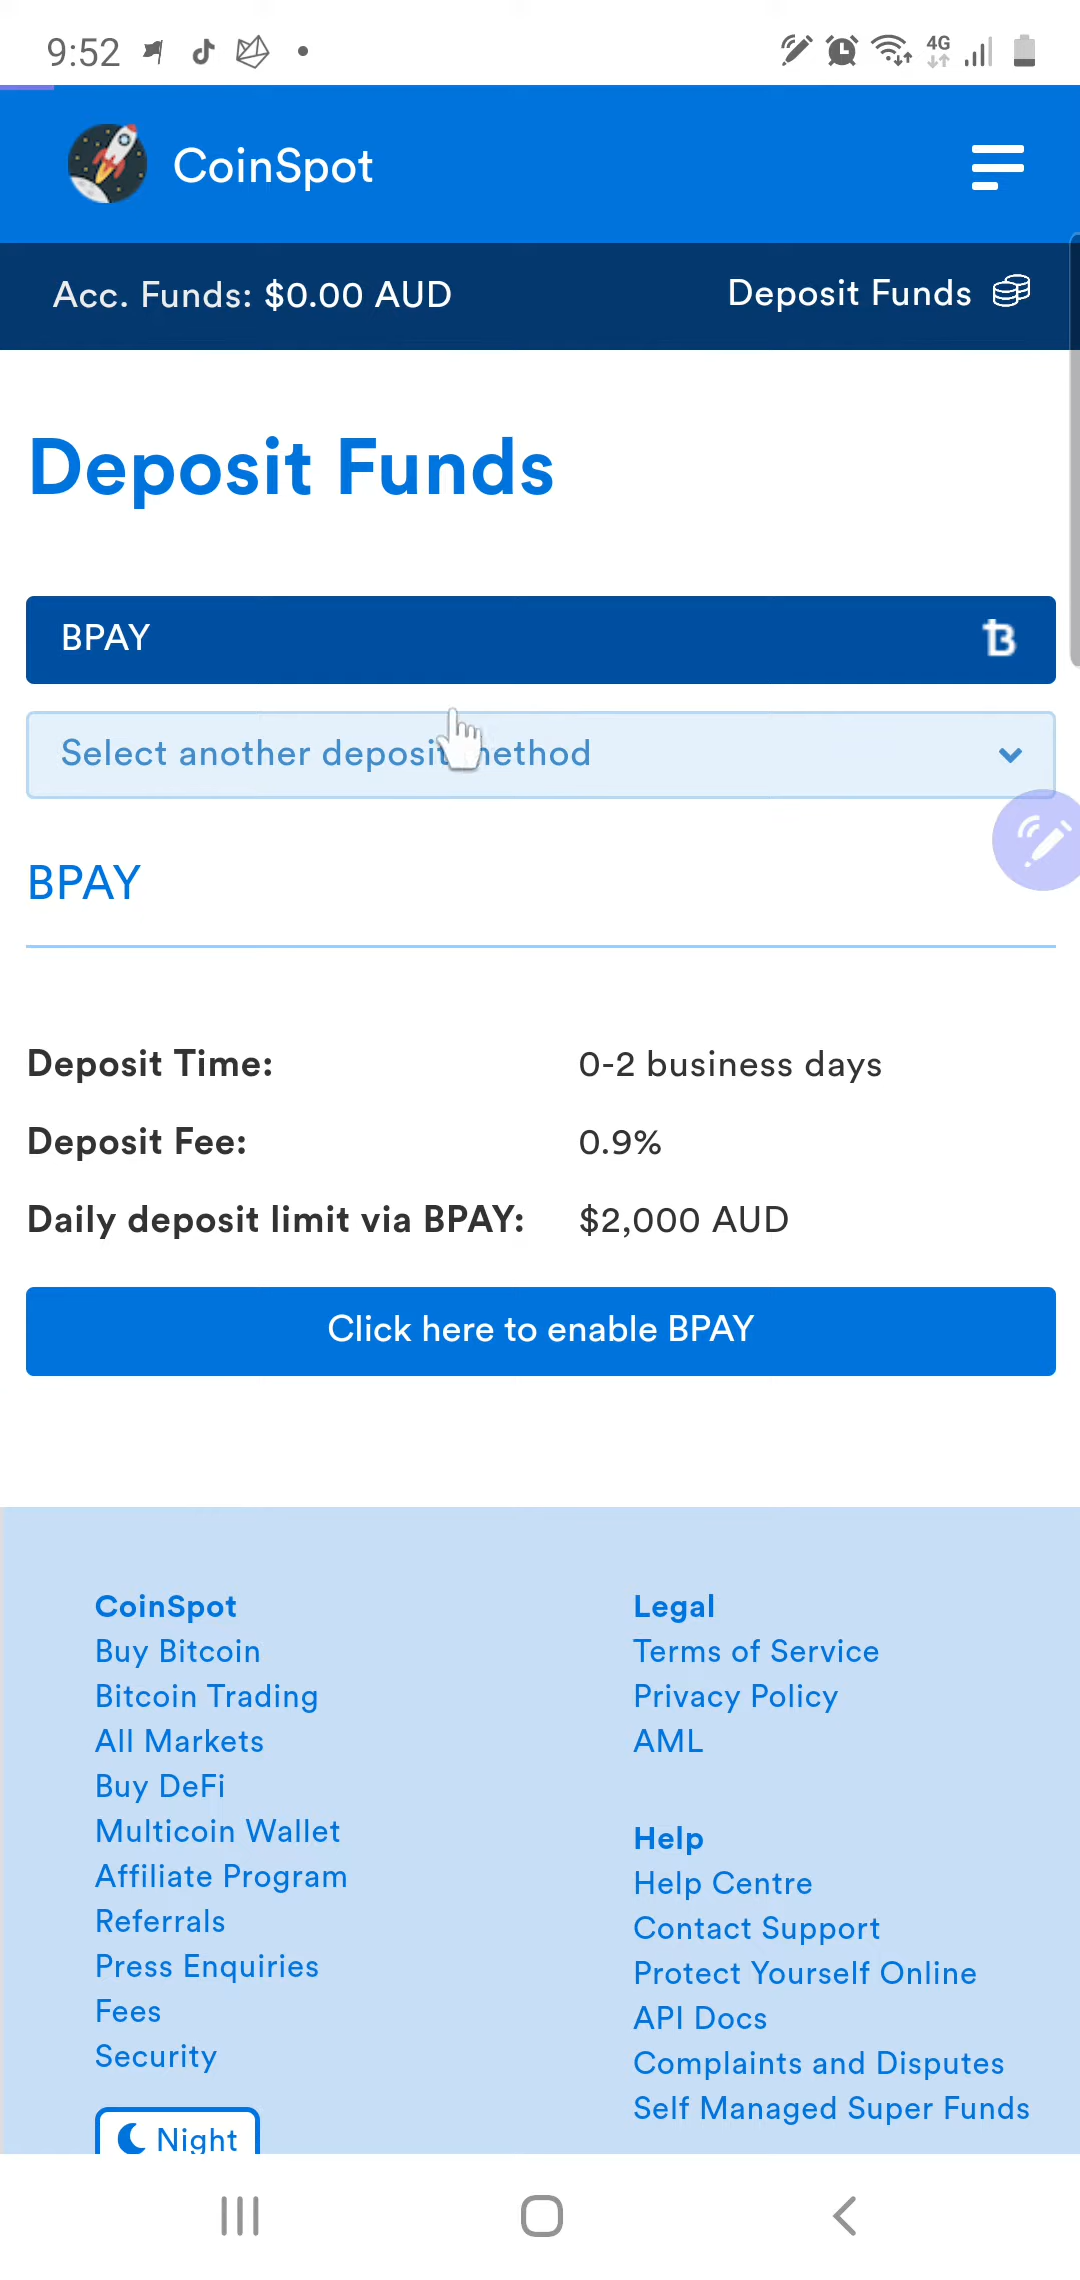 9:52
4G
CoinSpot
Acc. Funds: $0.00 AUD
Deposit Funds
Deposit Funds
BPAY
Select another deposit method
BPAY
Deposit Time: 0-2 business days
Deposit Fee: 0.9%
Daily deposit limit via BPAY: $2,000 AUD
Click here to enable BPAY
CoinSpot
Buy Bitcoin
Bitcoin Trading
All Markets
Buy DeFi
Multicoin Wallet
Affiliate Program
Referrals
Press Enquiries
Fees
Security
Night
Legal
Terms of Service
Privacy Policy
AML
Help
Help Centre
Contact Support
Protect Yourself Online
API Docs
Complaints and Disputes
Self Managed Super Funds